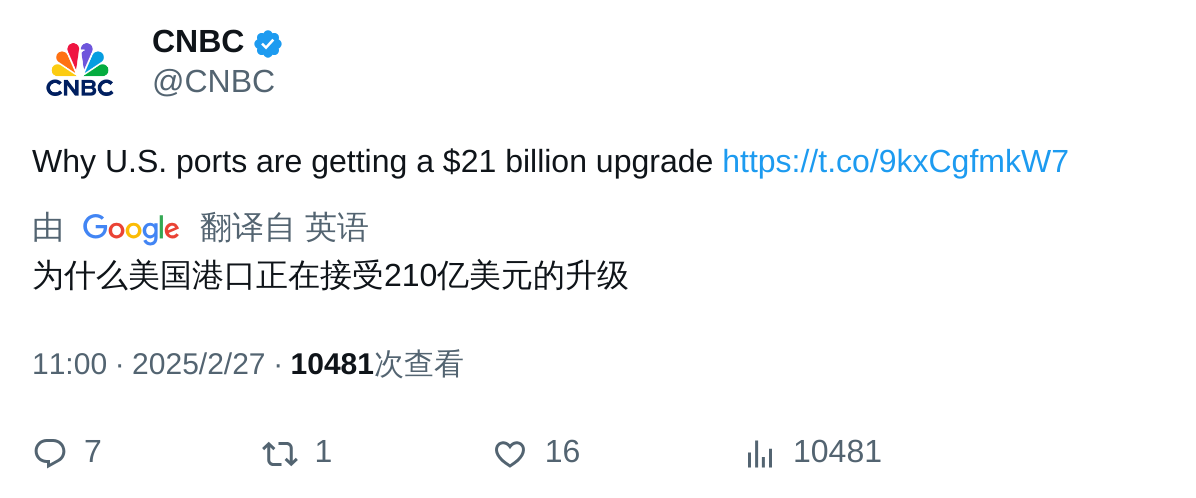 CNBC
CNBC
@CNBC
Why U.S. ports are getting a $21 billion upgrade https://t.co/9kxCgfmkW7
由 Google 翻译自 英语
为什么美国港口正在接受210亿美元的升级
11:00 · 2025/2/27 · 10481次查看
7 1 16 10481